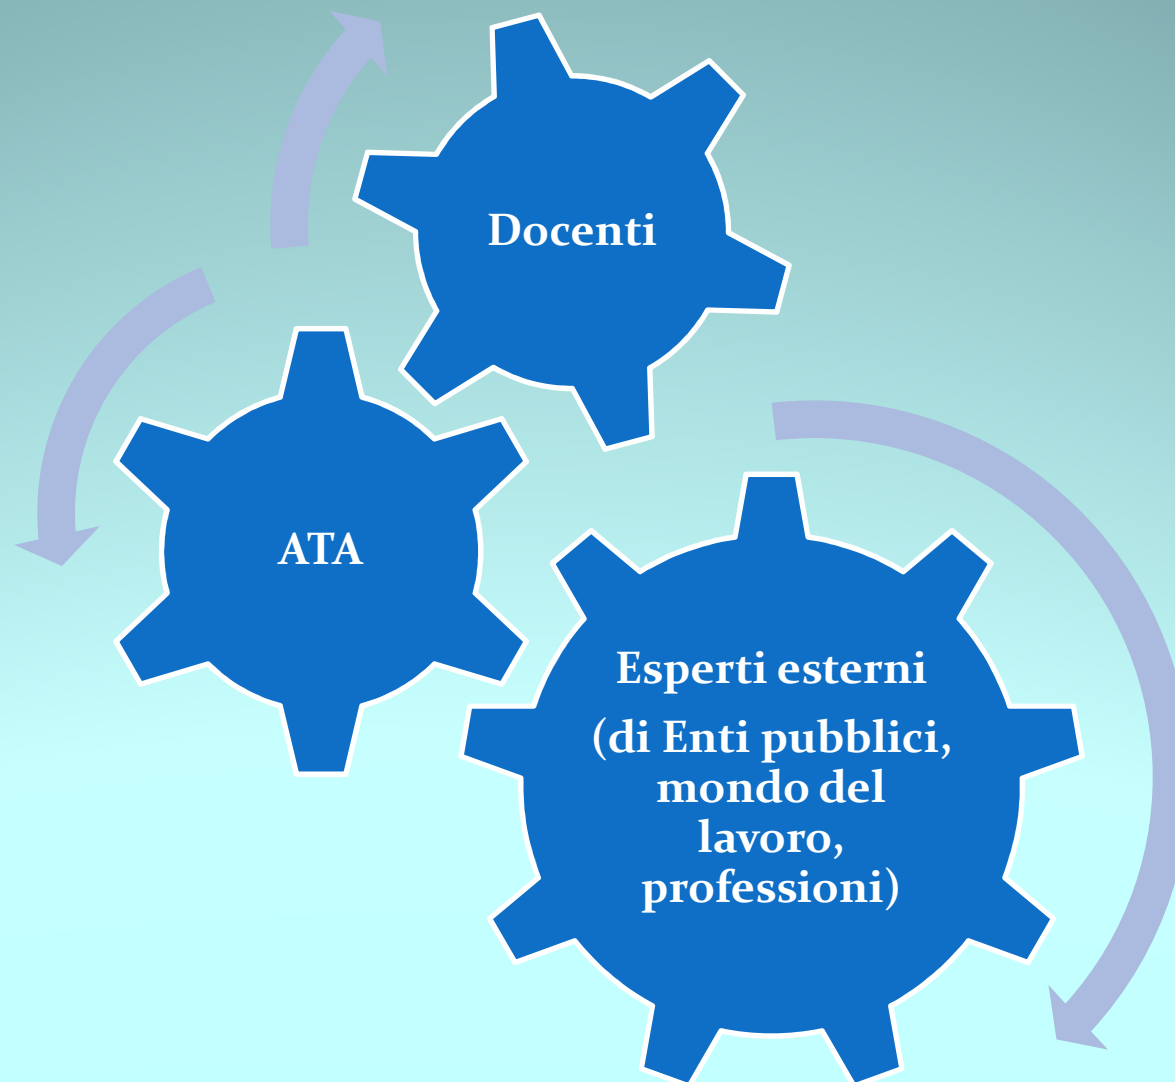 Docenti
ATA
Esperti esterni
(di Enti pubblici,
mondo del
lavoro,
professioni)